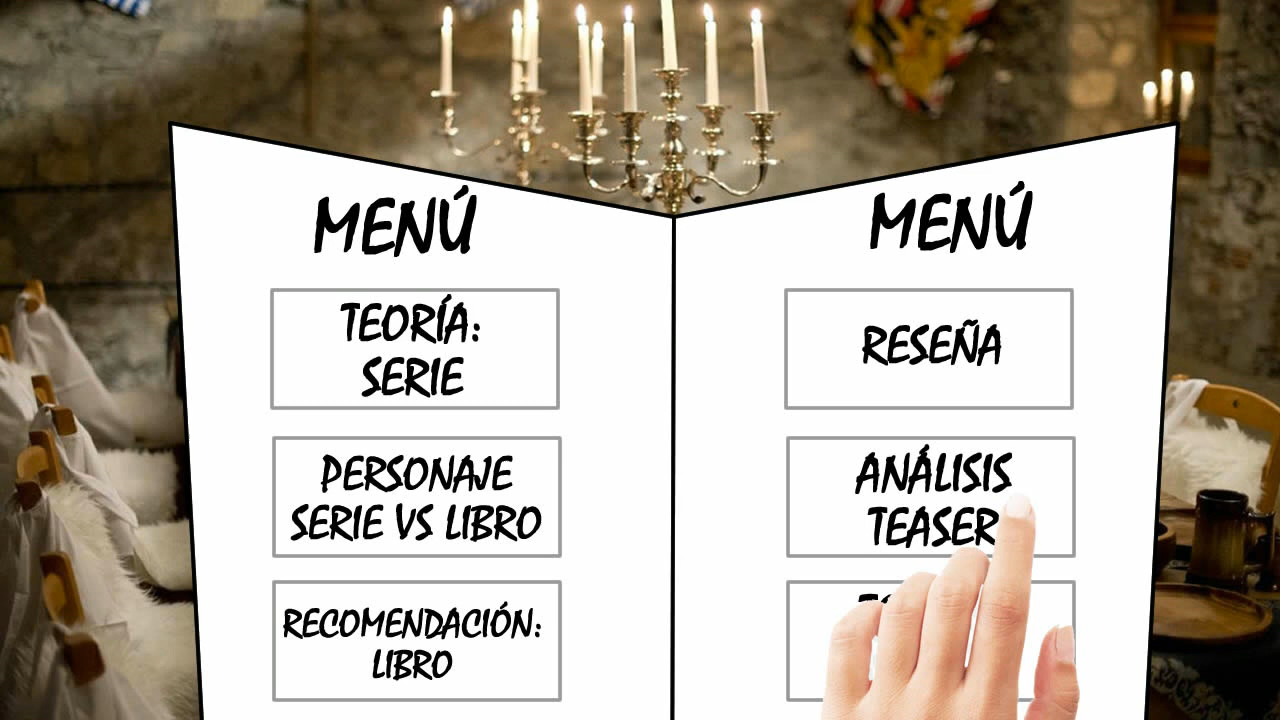 MENÚ
TEORÍA:
SERIE
PERSONAJE
SERIE VS LIBRO
RECOMENDACIÓN:
LIBRO
MENÚ
RESEÑA
ANÁLISIS
TEASER